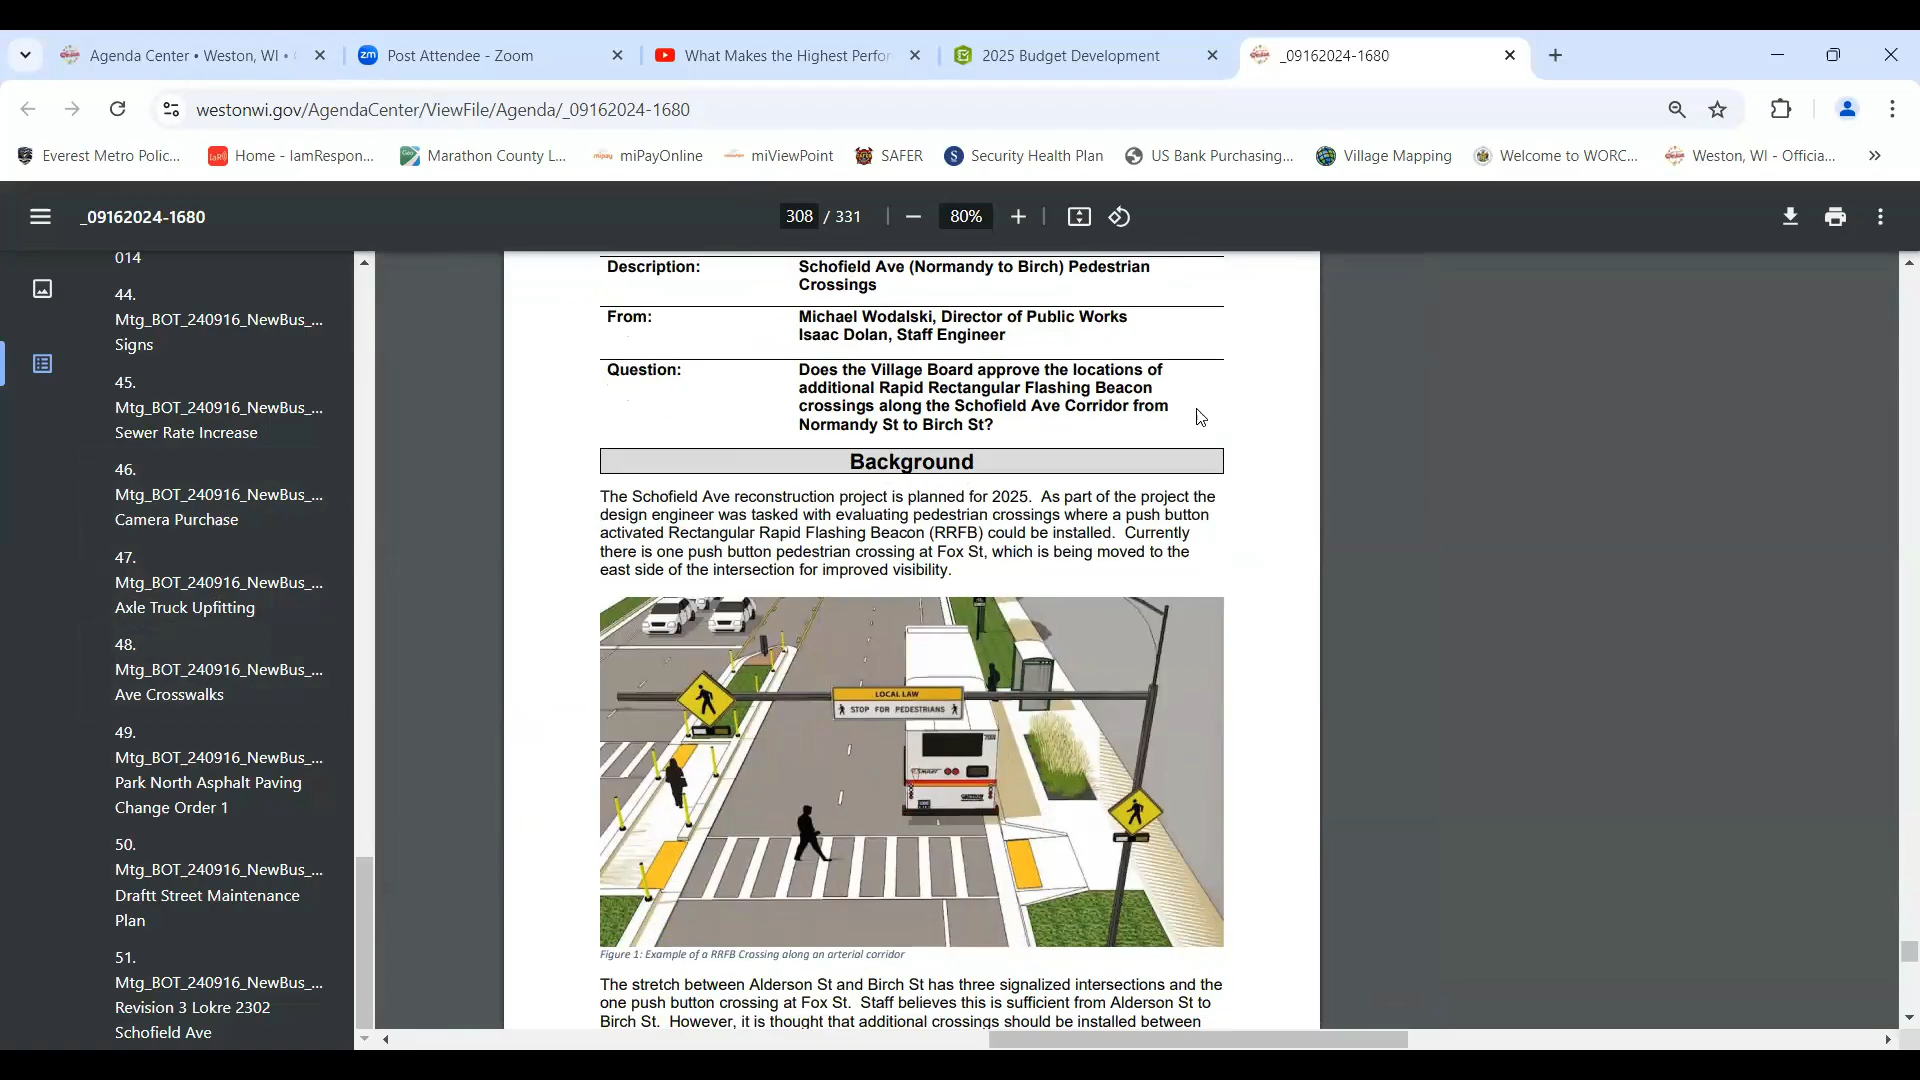 Agenda Center • Weston, WI •
Post Attendee - Zoom
What Makes the Highest Perfor
2025 Budget Development
_09162024-1680
westonwi.gov/AgendaCenter/ViewFile/Agenda/_09162024-1680
Everest Metro Polic...
Home - IamRespon...
Marathon County L...
miPayOnline
miViewPoint
SAFER
Security Health Plan
US Bank Purchasing...
Village Mapping
Welcome to WORC...
Weston, WI - Officia...
»
_09162024-1680
308 / 331
80%
014
44.
Mtg_BOT_240916_NewBus_...
Signs
45.
Mtg_BOT_240916_NewBus_...
Sewer Rate Increase
46.
Mtg_BOT_240916_NewBus_...
Camera Purchase
47.
Mtg_BOT_240916_NewBus_...
Axle Truck Upfitting
48.
Mtg_BOT_240916_NewBus_...
Ave Crosswalks
49.
Mtg_BOT_240916_NewBus_...
Park North Asphalt Paving
Change Order 1
50.
Mtg_BOT_240916_NewBus_...
Draftt Street Maintenance
Plan
51.
Mtg_BOT_240916_NewBus_...
Revision 3 Lokre 2302
Schofield Ave
Description: Schofield Ave (Normandy to Birch) Pedestrian
Crossings
From: Michael Wodalski, Director of Public Works
Isaac Dolan, Staff Engineer
Question: Does the Village Board approve the locations of
additional Rapid Rectangular Flashing Beacon
crossings along the Schofield Ave Corridor from
Normandy St to Birch St?
Background
The Schofield Ave reconstruction project is planned for 2025. As part of the project the
design engineer was tasked with evaluating pedestrian crossings where a push button
activated Rectangular Rapid Flashing Beacon (RRFB) could be installed. Currently
there is one push button pedestrian crossing at Fox St, which is being moved to the
east side of the intersection for improved visibility.
LOCAL LAW
STOP FOR PEDESTRIANS
Figure 1: Example of a RRFB Crossing along an arterial corridor
The stretch between Alderson St and Birch St has three signalized intersections and the
one push button crossing at Fox St. Staff believes this is sufficient from Alderson St to
Birch St. However, it is thought that additional crossings should be installed between